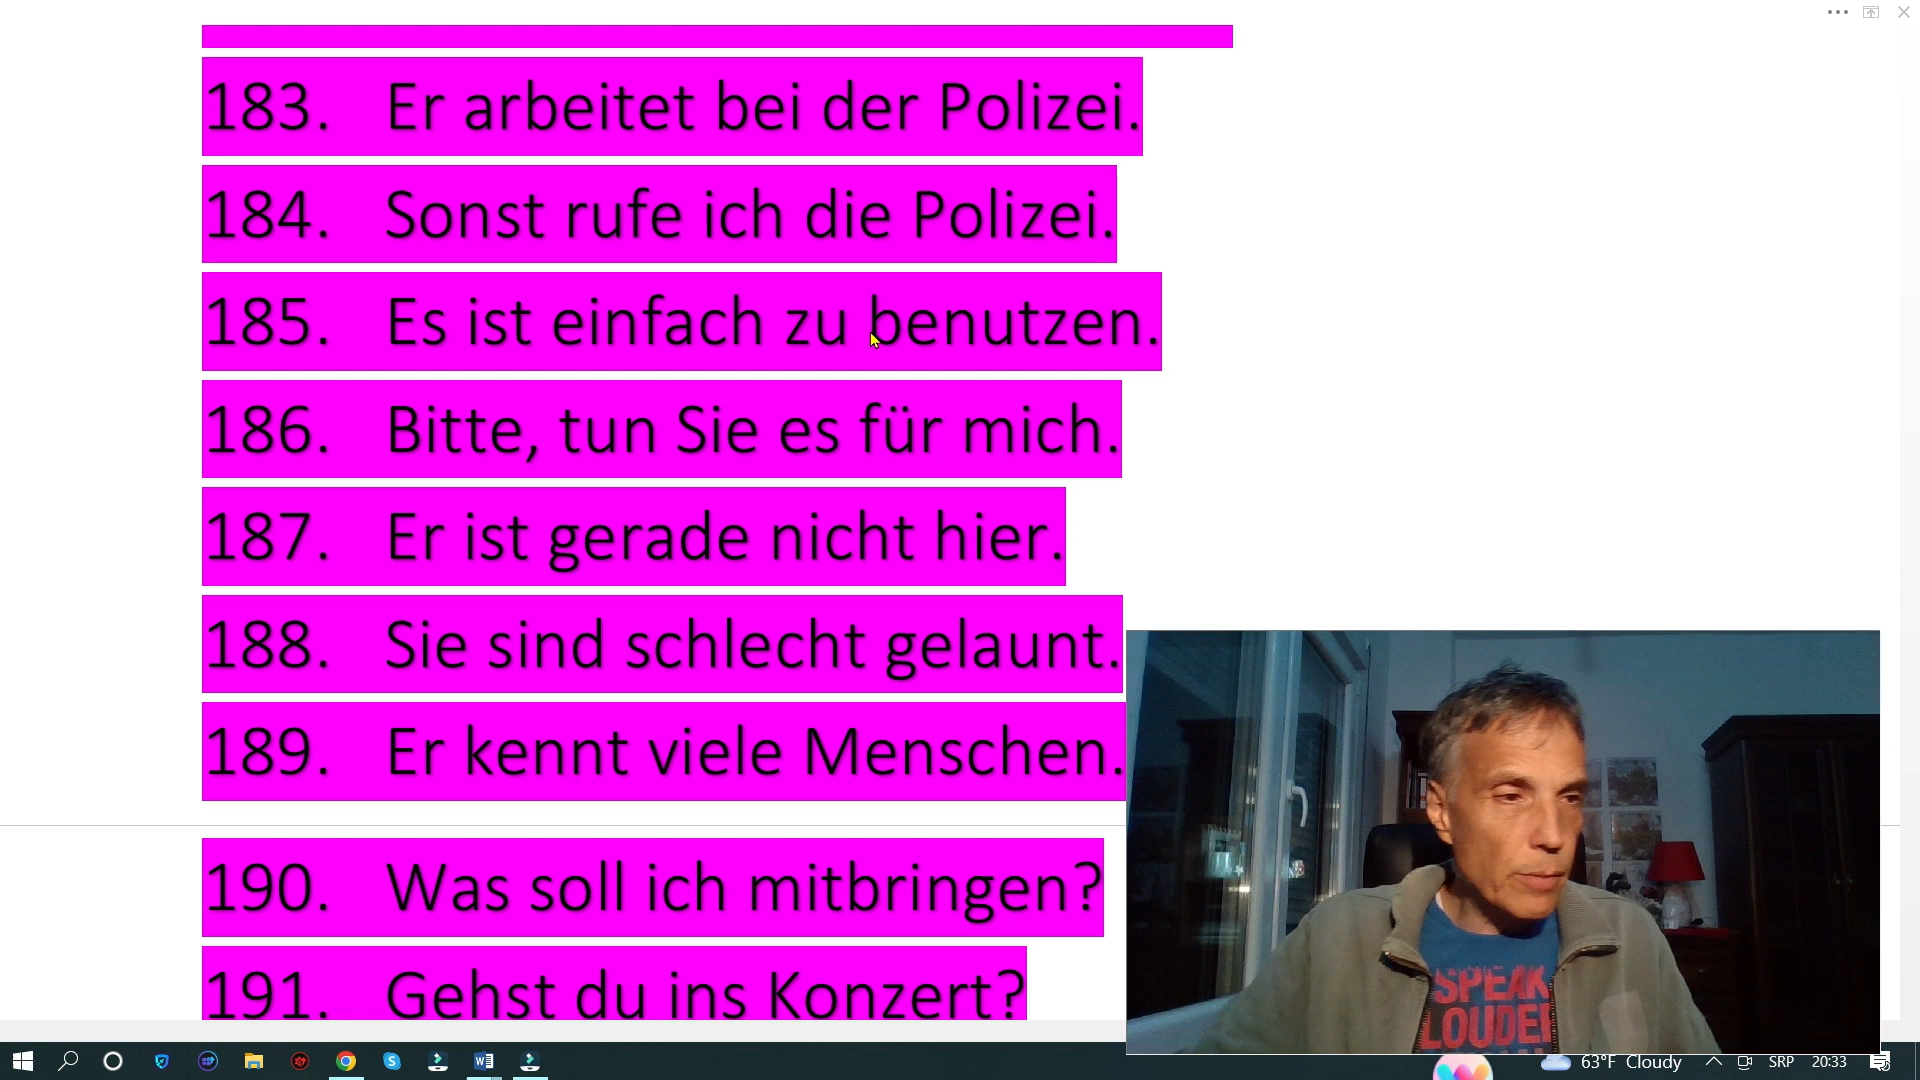 183. Er arbeitet bei der Polizei.
184. Sonst rufe ich die Polizei.
185. Es ist einfach zu benutzen.
186. Bitte, tun Sie es für mich.
187. Er ist gerade nicht hier.
188. Sie sind schlecht gelaunt.
189. Er kennt viele Menschen.
190. Was soll ich mitbringen?
191. Gehst du ins Konzert?
SPEAK
LOUDER
63°F Cloudy
SRP
20:33